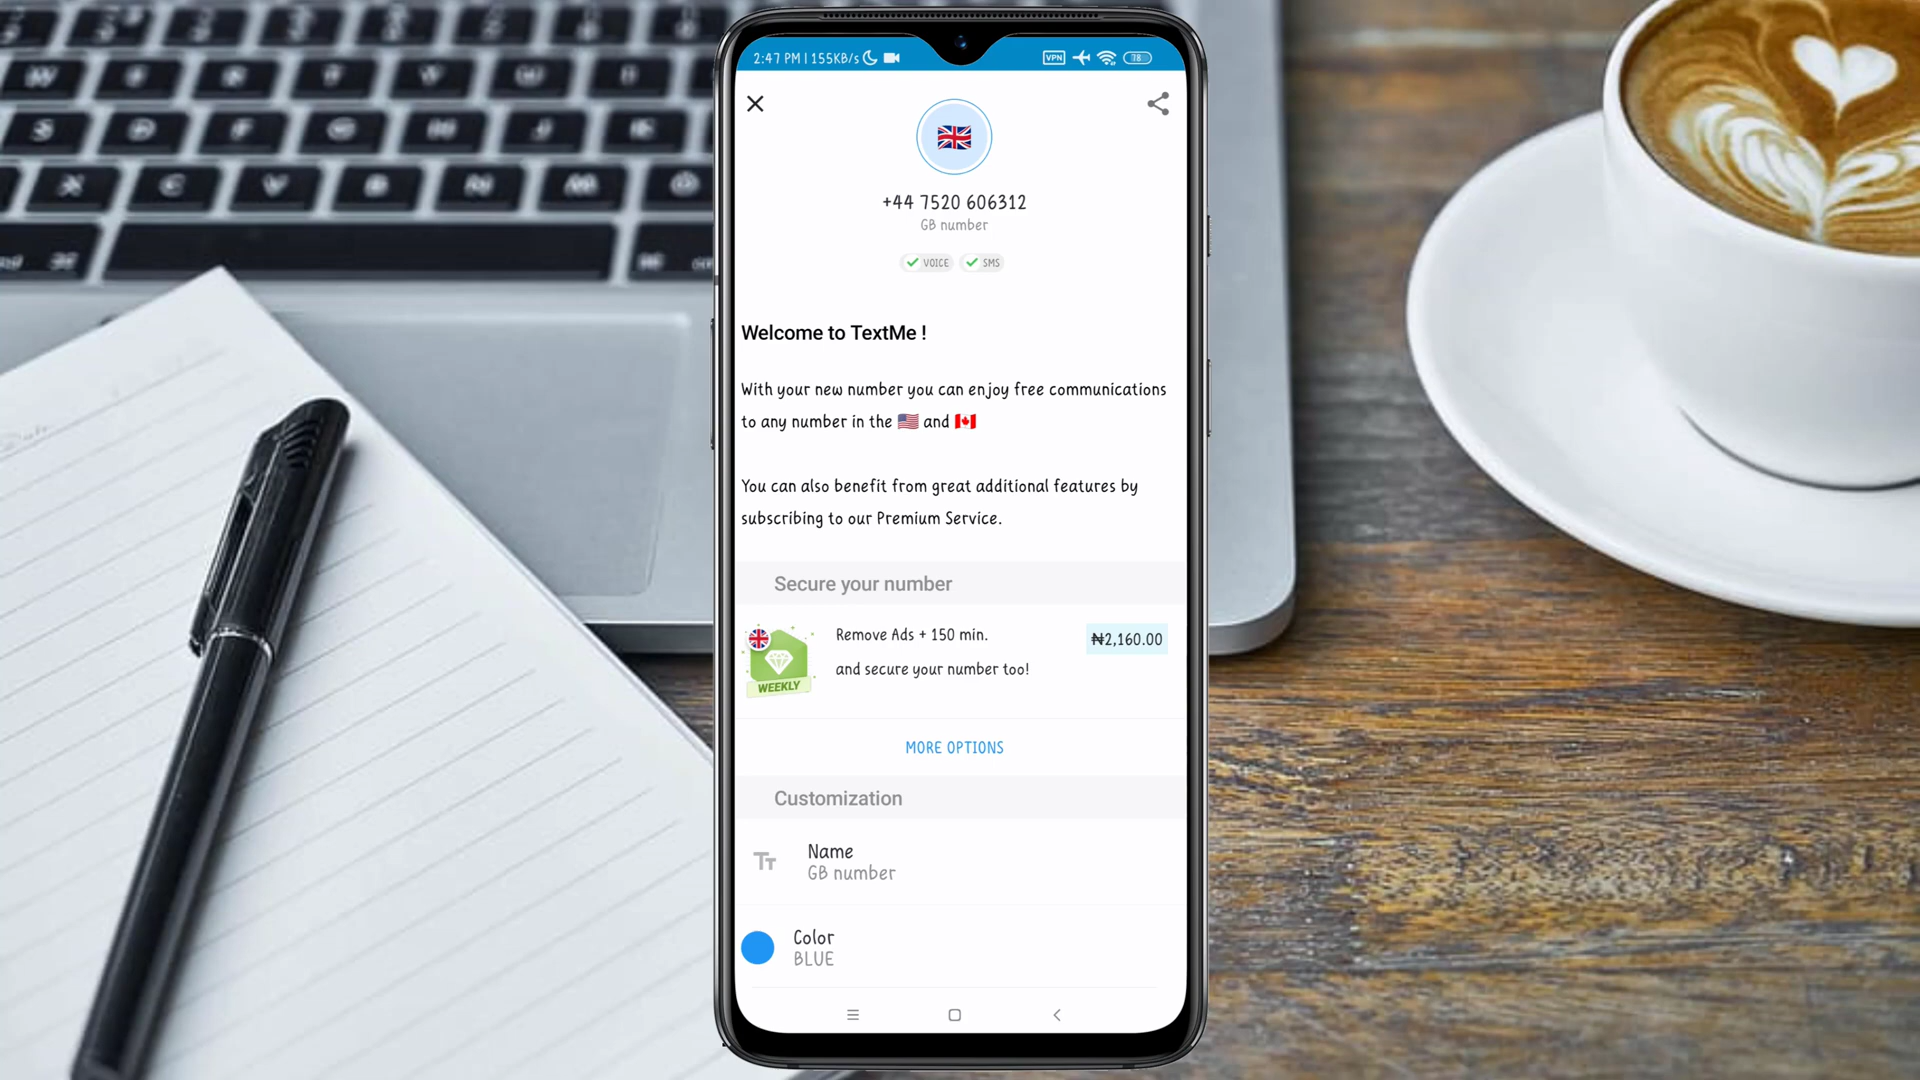 2:47 PM | 155KB/s
VPN
78
+44 7520 606312
GB number
VOICE SMS
Welcome to TextMe !
With your new number you can enjoy free communications
to any number in the 🇺🇸 and 🇨🇦
You can also benefit from great additional features by
subscribing to our Premium Service.
Secure your number
Remove Ads + 150 min.
₦2,160.00
and secure your number too!
WEEKLY
MORE OPTIONS
Customization
Tt
Name
GB number
Color
BLUE